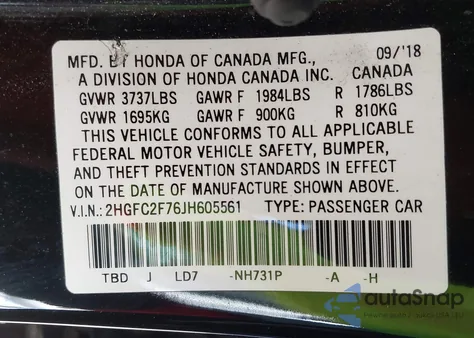 MFD. BY HONDA OF CANADA MFG., 09/'18
A DIVISION OF HONDA CANADA INC. CANADA
GVWR 3737LBS GAWR F 1984LBS R 1786LBS
GVWR 1695KG GAWR F 900KG R 810KG
THIS VEHICLE CONFORMS TO ALL APPLICABLE
FEDERAL MOTOR VEHICLE SAFETY, BUMPER,
AND THEFT PREVENTION STANDARDS IN EFFECT
ON THE DATE OF MANUFACTURE SHOWN ABOVE.
V.I.N.: 2HGFC2F76JH605561 TYPE: PASSENGER CAR
TBD J LD7 -NH731P -A -H
autoSnap